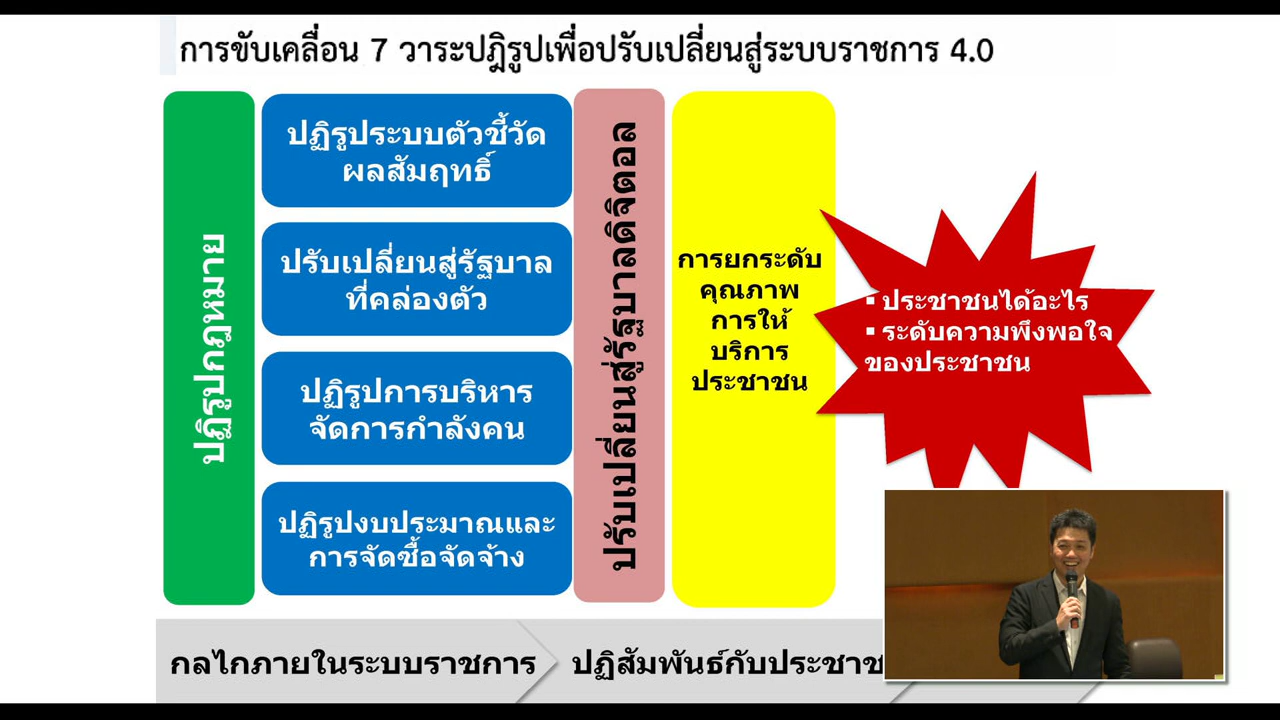 การขับเคลื่อน 7 วาระปฏิรูปเพื่อปรับเปลี่ยนสู่ระบบราชการ 4.0
ปฏิรูปกฎหมาย
ปฏิรูประบบตัวชี้วัด
ผลสัมฤทธิ์
ปรับเปลี่ยนสู่รัฐบาล
ที่คล่องตัว
ปฏิรูปการบริหาร
จัดการกำลังคน
ปฏิรูปงบประมาณและ
การจัดซื้อจัดจ้าง
ปรับเปลี่ยนสู่รัฐบาลดิจิตอล
การยกระดับ
คุณภาพ
การให้
บริการ
ประชาชน
▪ ประชาชนได้อะไร
▪ ระดับความพึงพอใจ
ของประชาชน
กลไกภายในระบบราชการ
ปฏิสัมพันธ์กับประชาช